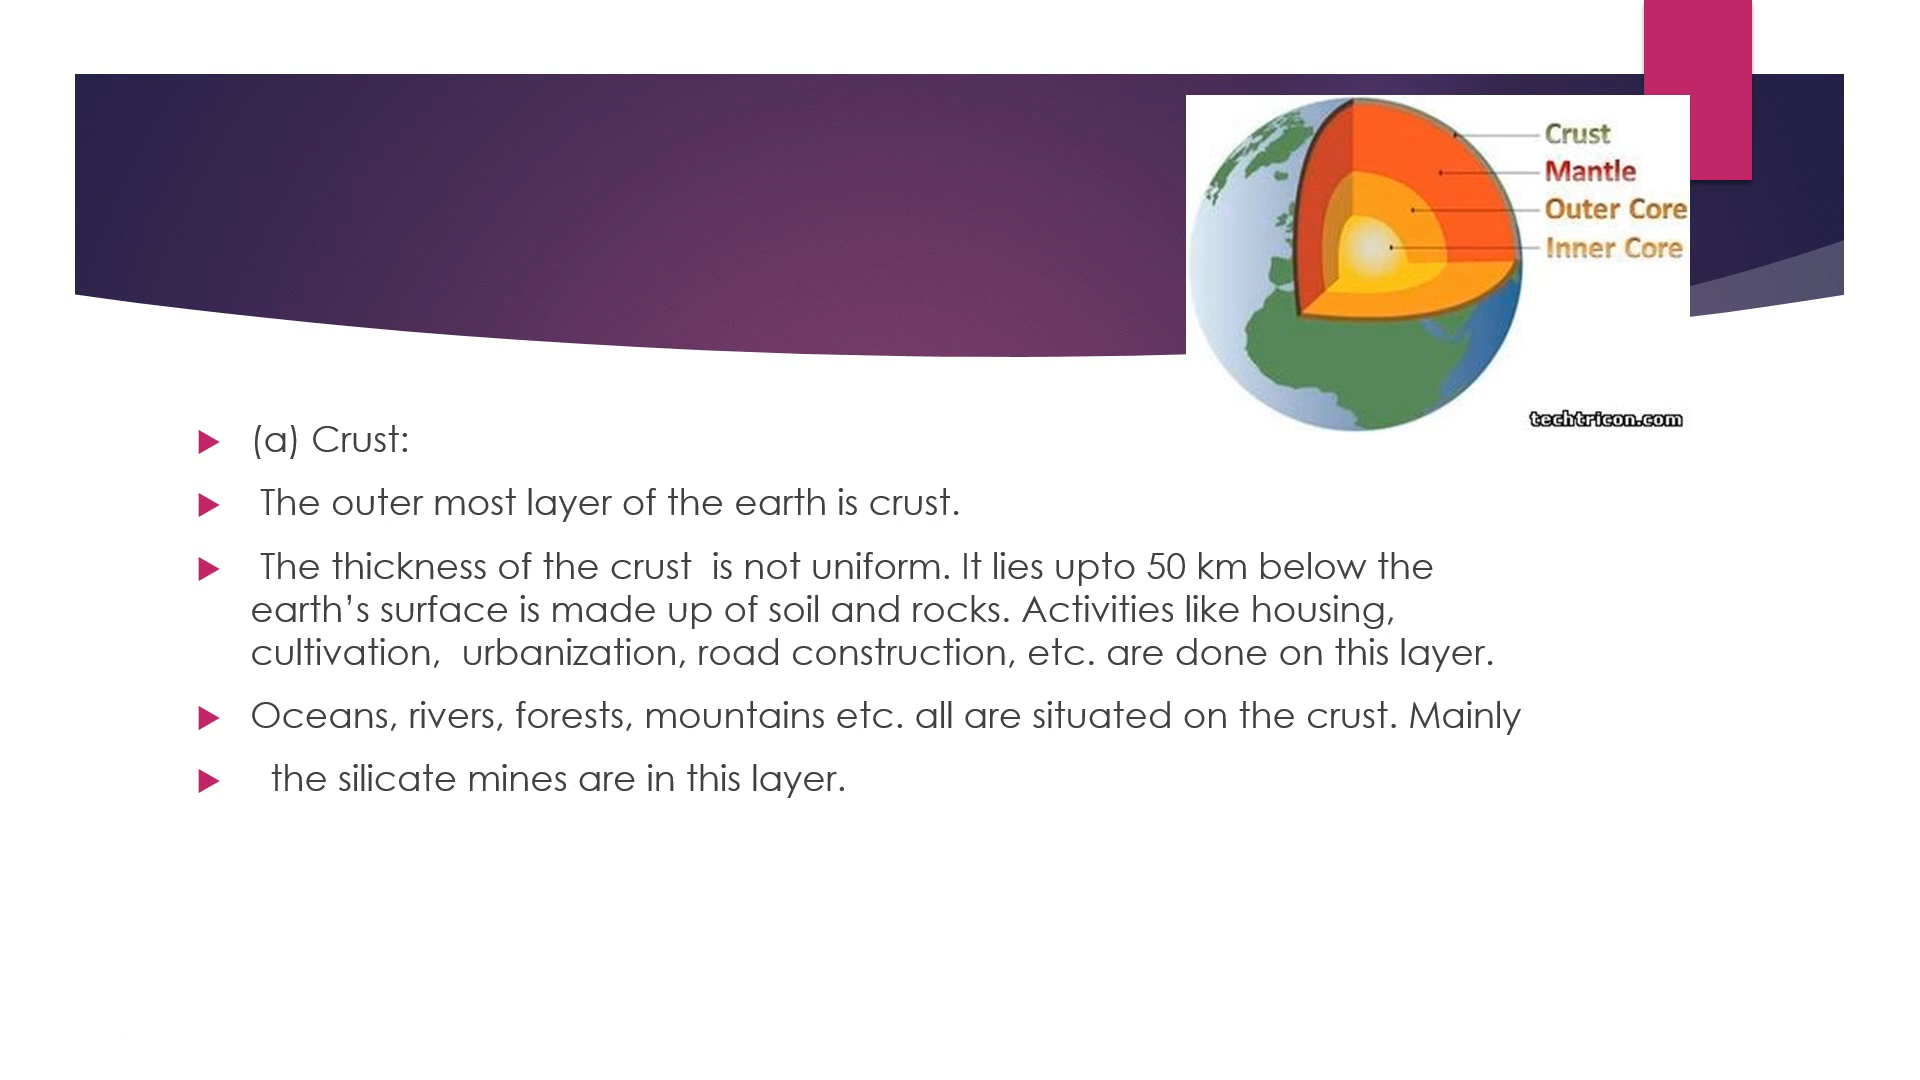 Crust
Mantle
Outer Core
Inner Core
techtricon.com
(a) Crust:
The outer most layer of the earth is crust.
The thickness of the crust  is not uniform. It lies upto 50 km below the
earth’s surface is made up of soil and rocks. Activities like housing,
cultivation,  urbanization, road construction, etc. are done on this layer.
Oceans, rivers, forests, mountains etc. all are situated on the crust. Mainly
the silicate mines are in this layer.